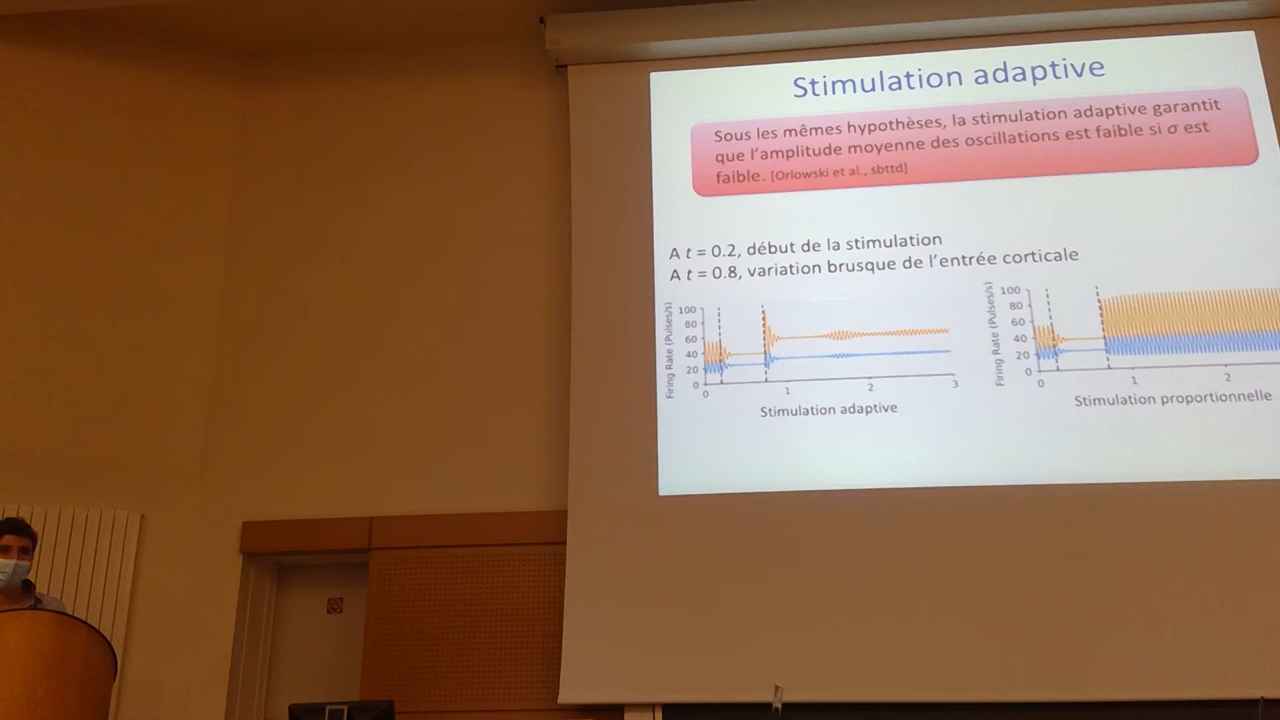 Stimulation adaptive
Sous les mêmes hypothèses, la stimulation adaptive garantit
que l'amplitude moyenne des oscillations est faible si σ est
faible. [Orlowski et al., sbttd]
A t = 0.2, début de la stimulation
A t = 0.8, variation brusque de l'entrée corticale
Firing Rate (Pulses/s)
100
80
60
40
20
0
0 1 2 3
Stimulation adaptive
Firing Rate (Pulses/s)
100
80
60
40
20
0
0 1 2
Stimulation proportionnelle